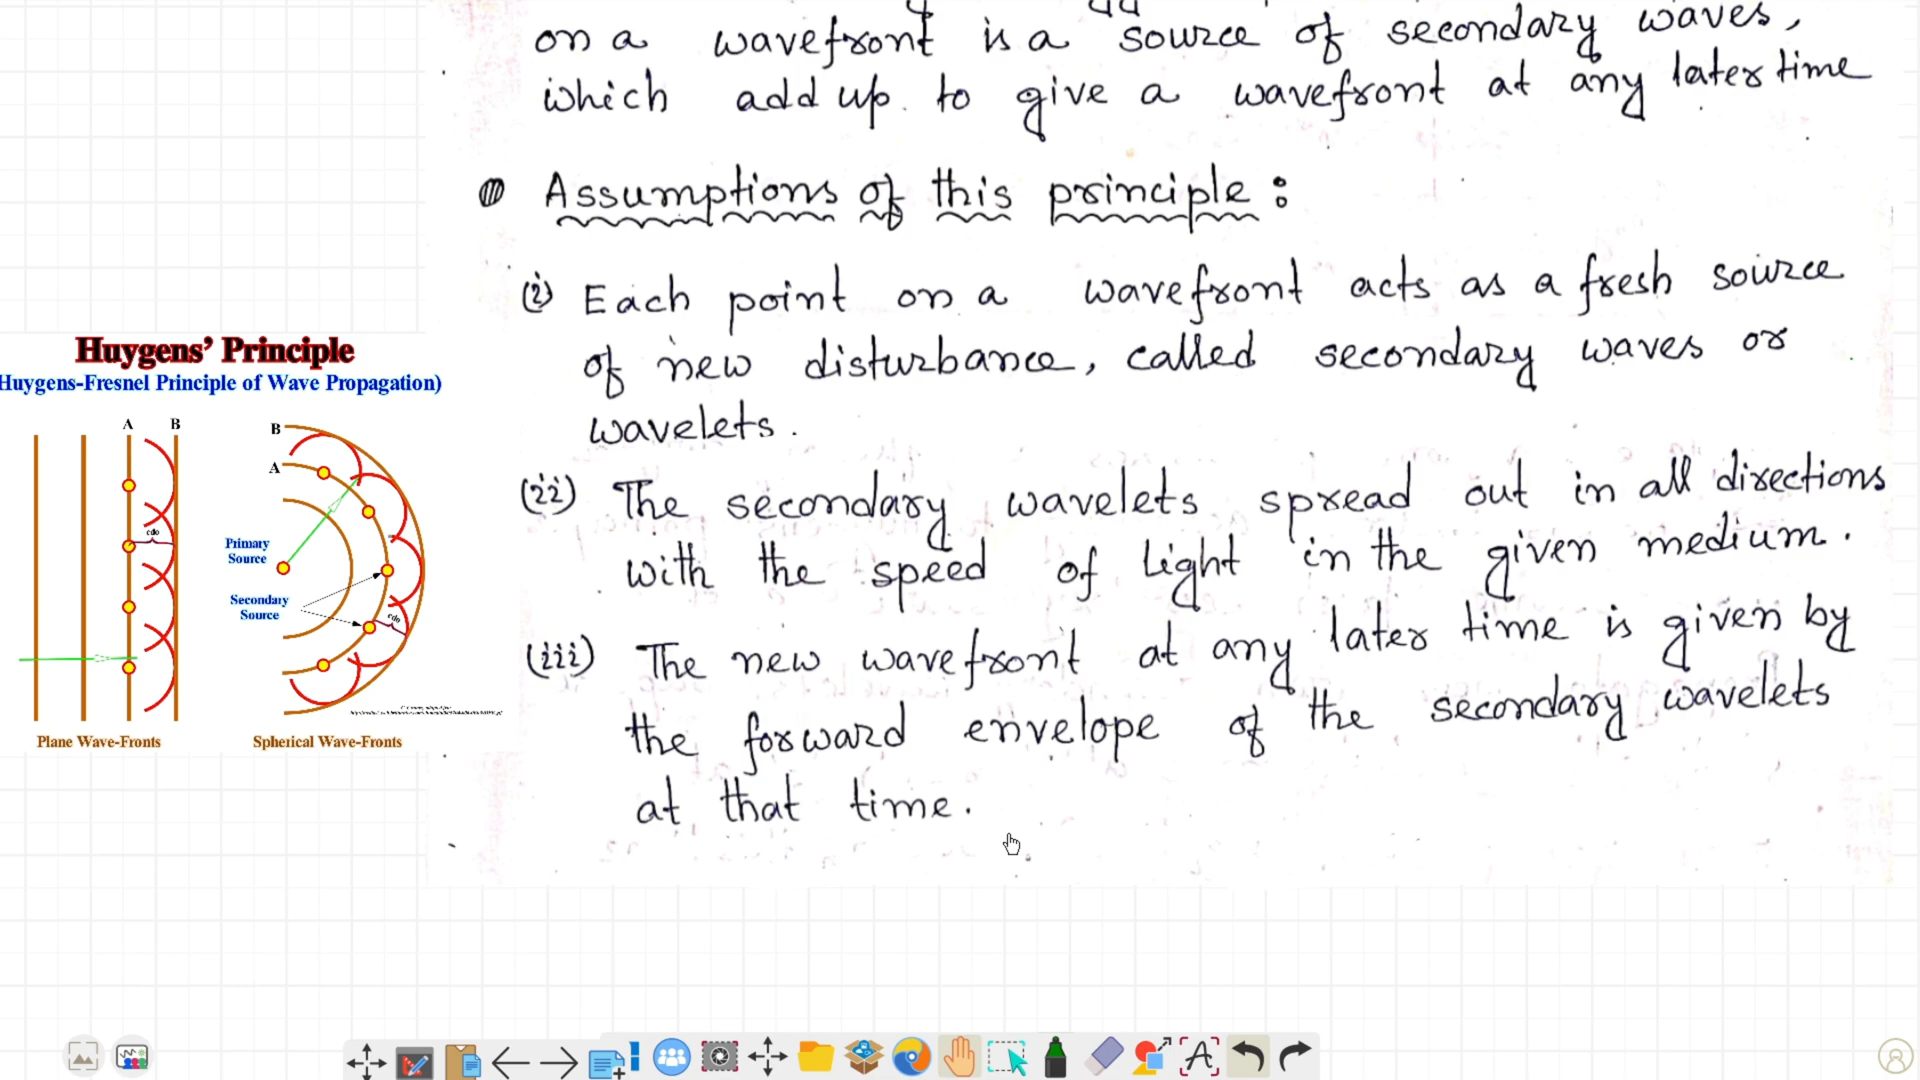 on a wavefront is a source of secondary waves,
which add up to give a wavefront at any later time
Assumptions of this principle :
(i) Each point on a wavefront acts as a fresh source
of new disturbance, called secondary waves or
wavelets.
(ii) The secondary wavelets spread out in all directions
with the speed of light in the given medium.
(iii) The new wavefront at any later time is given by
the forward envelope of the secondary wavelets
at that time.
Huygens' Principle
Huygens-Fresnel Principle of Wave Propagation)
A B
B
A
cdo
Primary
Source
Secondary
Source
cdo
Plane Wave-Fronts
Spherical Wave-Fronts